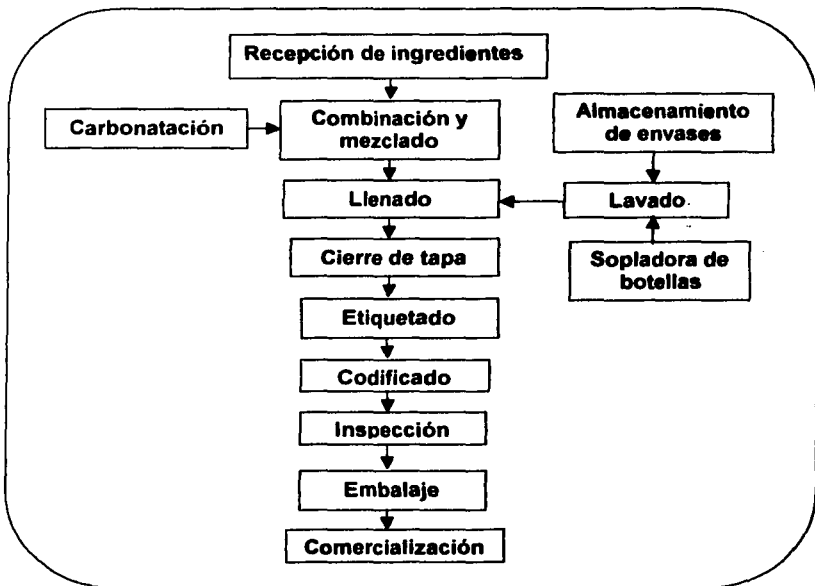 Recepción de ingredientes
Carbonatación
Combinación y
mezclado
Almacenamiento
de envases
Llenado
Lavado
Cierre de tapa
Sopladora de
botellas
Etiquetado
Codificado
Inspección
Embalaje
Comercialización